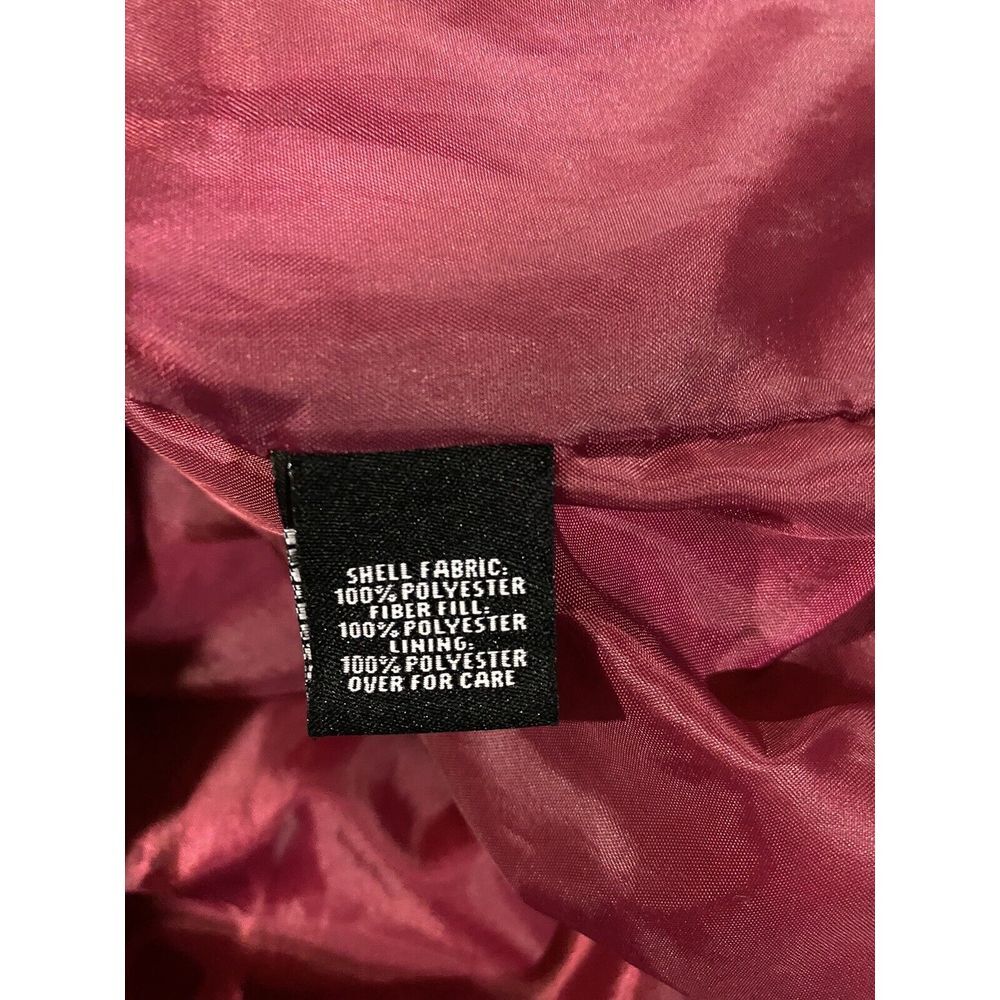 SHELL FABRIC:
100% POLYESTER
FIBER FILL:
100% POLYESTER
LINING:
100% POLYESTER
OVER FOR CARE